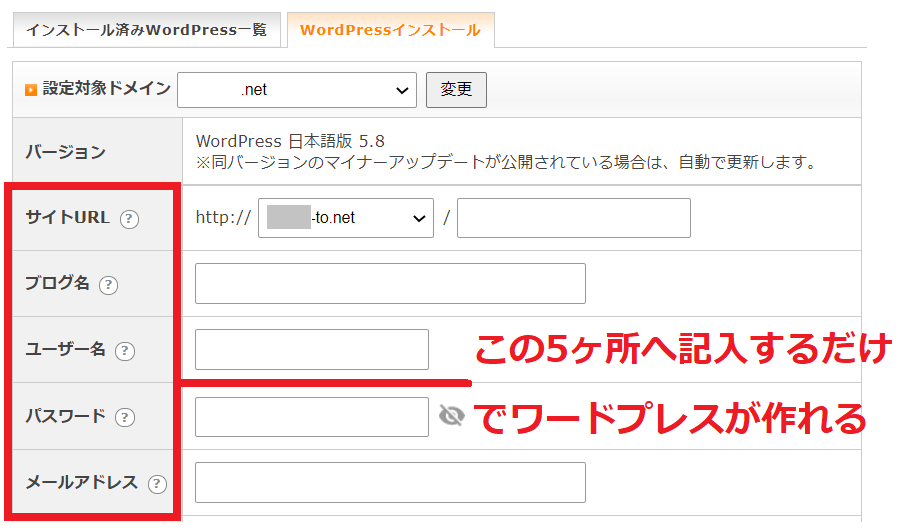 インストール済みWordPress一覧 WordPressインストール
設定対象ドメイン .net 変更
バージョン WordPress 日本語版 5.8
※同バージョンのマイナーアップデートが公開されている場合は、自動で更新します。
サイトURL ? http:// -to.net /
ブログ名 ?
ユーザー名 ?
この5ヶ所へ記入するだけ
パスワード ?
でワードプレスが作れる
メールアドレス ?